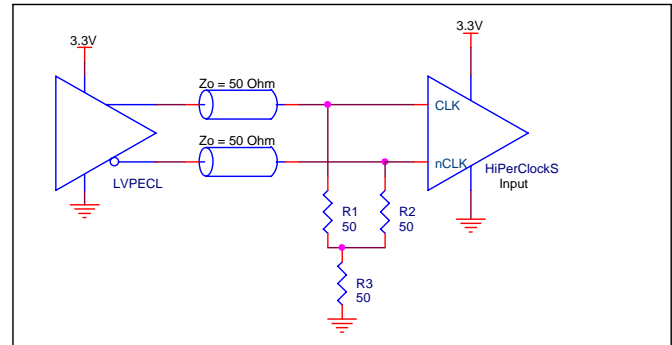 3.3V
3.3V
Zo = 50 Ohm
CLK
Zo = 50 Ohm
nCLK
LVPECL
HiPerClockS
Input
R1
50
R2
50
R3
50